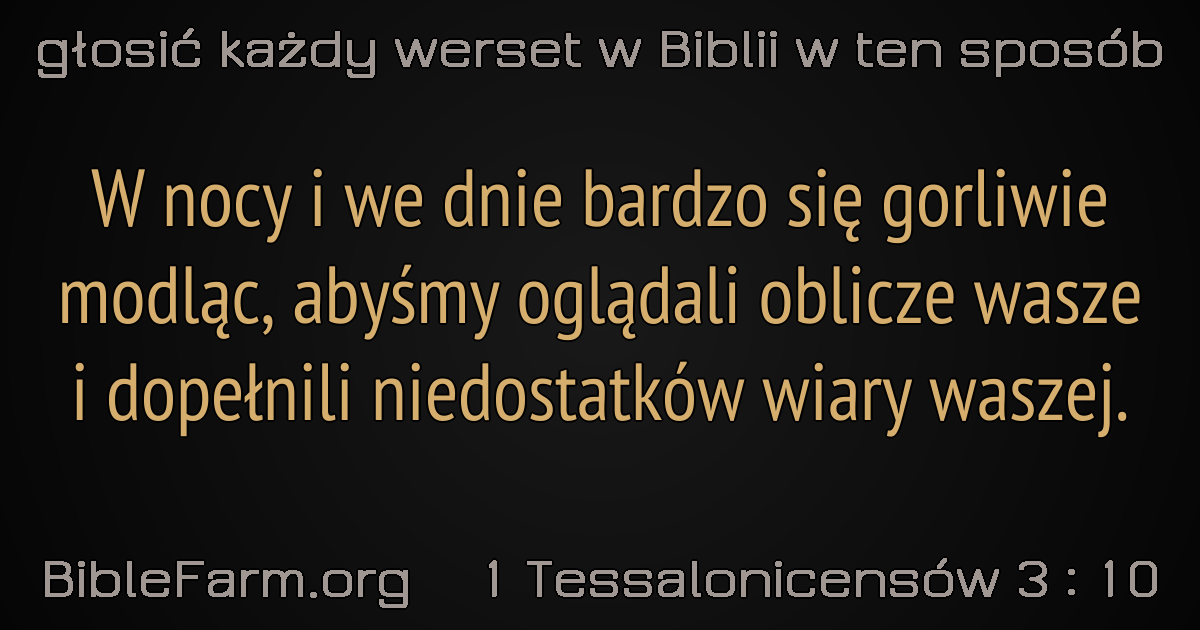 głosić każdy werset w Biblii w ten sposób
W nocy i we dnie bardzo się gorliwie
modląc, abyśmy oglądali oblicze wasze
i dopełnili niedostatków wiary waszej.
BibleFarm.org 1 Tessalonicensów 3 : 10